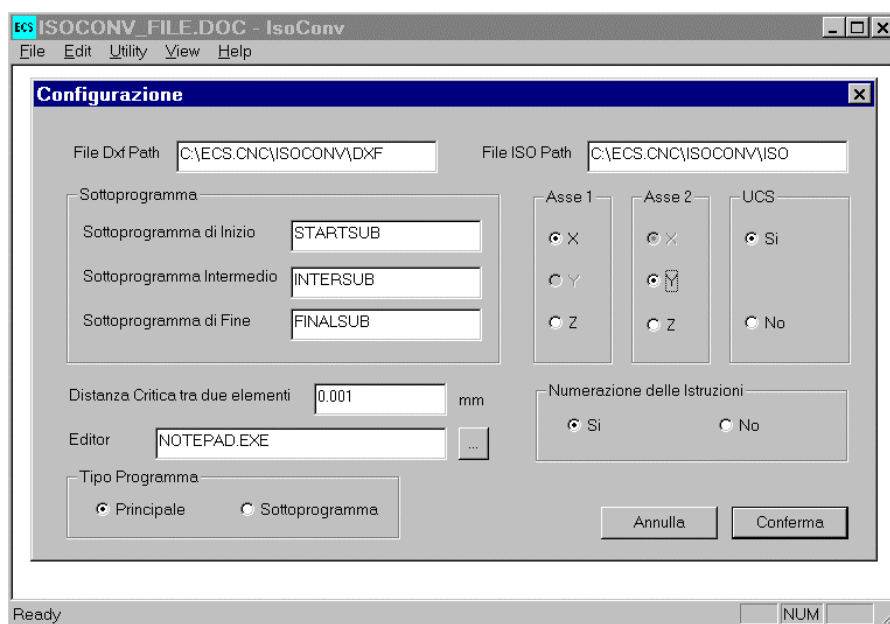 ECS ISOCONV_FILE.DOC - IsoConv
File Edit Utility View Help
Configurazione
File Dxf Path C:\ECS.CNC\ISOCONV\DXF File ISO Path C:\ECS.CNC\ISOCONV\ISO
Sottoprogramma Asse 1 Asse 2 UCS
Sottoprogramma di Inizio STARTSUB X X Si
Sottoprogramma Intermedio INTERSUB Y Y
Sottoprogramma di Fine FINALSUB Z Z No
Distanza Critica tra due elementi 0.001 mm Numerazione delle Istruzioni
Si No
Editor NOTEPAD.EXE ...
Tipo Programma
Principale Sottoprogramma Annulla Conferma
Ready NUM